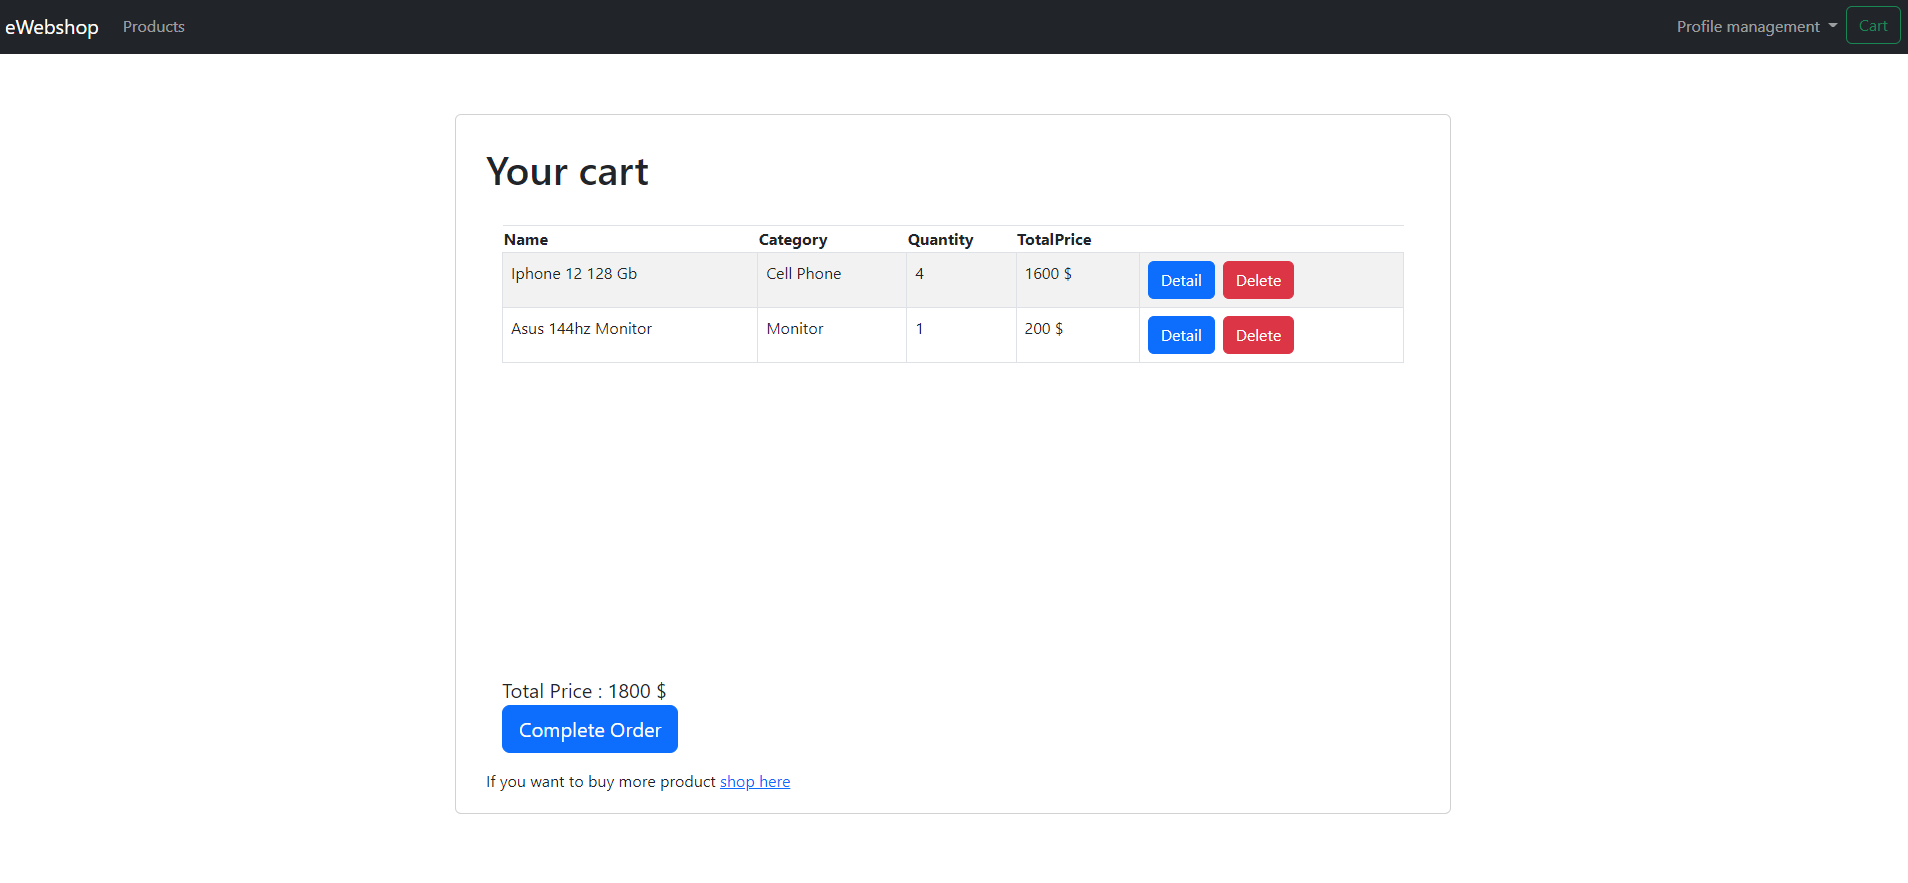 eWebshop Products Profile management Cart
Your cart
Name Category Quantity TotalPrice
Iphone 12 128 Gb Cell Phone 4 1600 $ Detail Delete
Asus 144hz Monitor Monitor 1 200 $ Detail Delete
Total Price : 1800 $
Complete Order
If you want to buy more product shop here